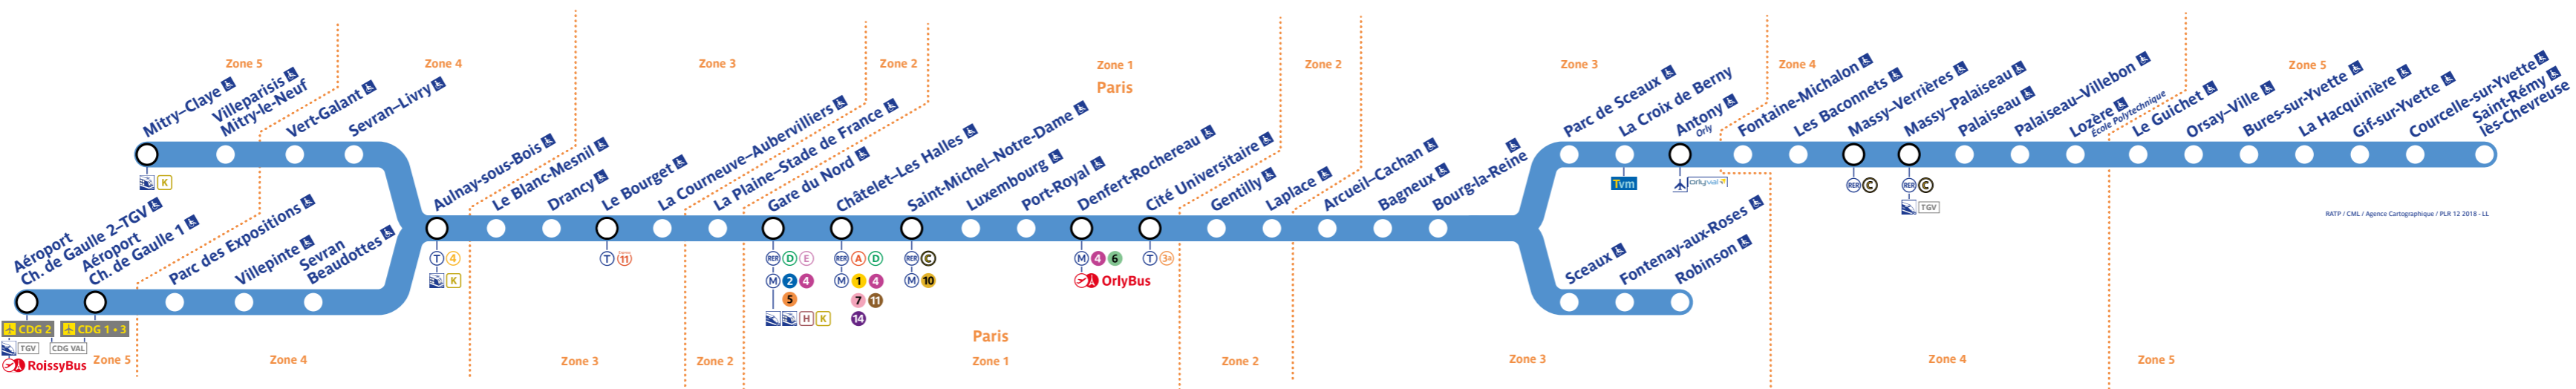 Zone 5
Zone 4
Zone 3
Zone 2
Zone 1
Paris
Zone 2
Zone 3
Zone 4
Zone 5
Mitry–Claye
Villeparisis
Mitry-le-Neuf
Vert-Galant
Sevran–Livry
K
Aéroport
Ch. de Gaulle 2–TGV
Aéroport
Ch. de Gaulle 1
Parc des Expositions
Villepinte
Sevran
Beaudottes
CDG 2
CDG 1 • 3
TGV
CDG VAL
RoissyBus
Aulnay-sous-Bois
T 4
K
Le Blanc-Mesnil
Drancy
Le Bourget
T 11
La Courneuve–Aubervilliers
La Plaine–Stade de France
Gare du Nord
RER D E
M 2 4
5
H K
Châtelet–Les Halles
RER A D
M 1 4
7 11
14
Saint-Michel–Notre-Dame
RER C
M 10
Luxembourg
Port-Royal
Denfert-Rochereau
M 4 6
OrlyBus
Cité Universitaire
T 3a
Gentilly
Laplace
Arcueil–Cachan
Bagneux
Bourg-la-Reine
Parc de Sceaux
La Croix de Berny
Tvm
Antony
Orly
orlyval
Fontaine-Michalon
Les Baconnets
Massy–Verrières
RER C
Massy–Palaiseau
RER C
TGV
Palaiseau
Palaiseau–Villebon
Lozère
École Polytechnique
Le Guichet
Orsay–Ville
Bures-sur-Yvette
La Hacquinière
Gif-sur-Yvette
Courcelle-sur-Yvette
Saint-Rémy
lès-Chevreuse
Sceaux
Fontenay-aux-Roses
Robinson
RATP / CML / Agence Cartographique / PLR 12 2018 - LL
Zone 5
Zone 4
Zone 3
Zone 2
Paris
Zone 1
Zone 2
Zone 3
Zone 4
Zone 5